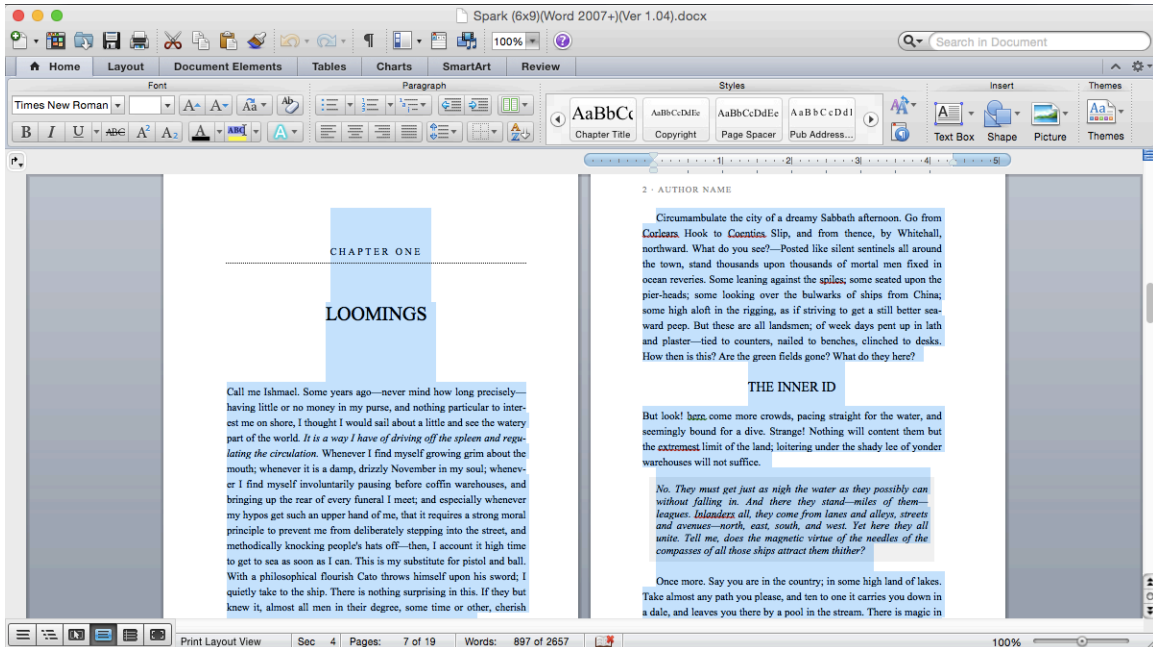 Spark (6x9)(Word 2007+)(Ver 1.04).docx
100%
Search in Document
Home Layout Document Elements Tables Charts SmartArt Review
Font Paragraph Styles Insert Themes
Times New Roman
AaBbCc AaBbCcDdEe AaBbCcDdEe AaBbCcDdI
Chapter Title Copyright Page Spacer Pub Address... Text Box Shape Picture Themes
B I U ABC A² A₂ A ABC A
2 · AUTHOR NAME
CHAPTER ONE
LOOMINGS
Call me Ishmael. Some years ago—never mind how long precisely—
having little or no money in my purse, and nothing particular to inter-
est me on shore, I thought I would sail about a little and see the watery
part of the world. It is a way I have of driving off the spleen and regu-
lating the circulation. Whenever I find myself growing grim about the
mouth; whenever it is a damp, drizzly November in my soul; whenev-
er I find myself involuntarily pausing before coffin warehouses, and
bringing up the rear of every funeral I meet; and especially whenever
my hypos get such an upper hand of me, that it requires a strong moral
principle to prevent me from deliberately stepping into the street, and
methodically knocking people's hats off—then, I account it high time
to get to sea as soon as I can. This is my substitute for pistol and ball.
With a philosophical flourish Cato throws himself upon his sword; I
quietly take to the ship. There is nothing surprising in this. If they but
knew it, almost all men in their degree, some time or other, cherish
Circumambulate the city of a dreamy Sabbath afternoon. Go from
Corlears Hook to Coenties Slip, and from thence, by Whitehall,
northward. What do you see?—Posted like silent sentinels all around
the town, stand thousands upon thousands of mortal men fixed in
ocean reveries. Some leaning against the spiles; some seated upon the
pier-heads; some looking over the bulwarks of ships from China;
some high aloft in the rigging, as if striving to get a still better sea-
ward peep. But these are all landsmen; of week days pent up in lath
and plaster—tied to counters, nailed to benches, clinched to desks.
How then is this? Are the green fields gone? What do they here?
THE INNER ID
But look! here come more crowds, pacing straight for the water, and
seemingly bound for a dive. Strange! Nothing will content them but
the extremest limit of the land; loitering under the shady lee of yonder
warehouses will not suffice.
No. They must get just as nigh the water as they possibly can
without falling in. And there they stand—miles of them—
leagues. Inlanders all, they come from lanes and alleys, streets
and avenues—north, east, south, and west. Yet here they all
unite. Tell me, does the magnetic virtue of the needles of the
compasses of all those ships attract them thither?
Once more. Say you are in the country; in some high land of lakes.
Take almost any path you please, and ten to one it carries you down in
a dale, and leaves you there by a pool in the stream. There is magic in
Print Layout View Sec 4 Pages: 7 of 19 Words: 897 of 2657 100%